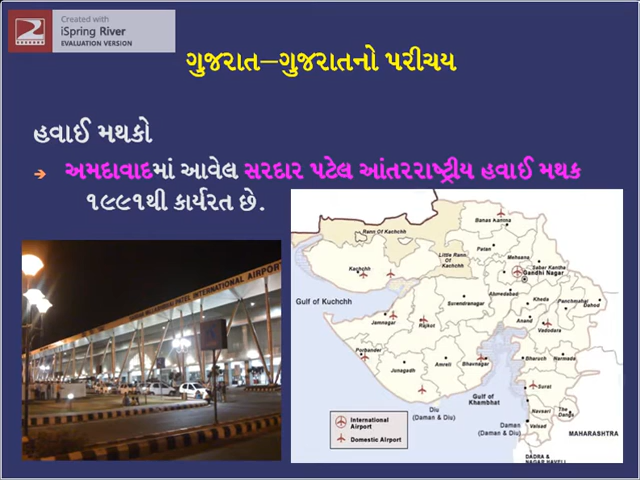 Created with
iSpring River
EVALUATION VERSION
ગુજરાત–ગુજરાતનો પરીચય
હવાઈ મથકો
અમદાવાદમાં આવેલ સરદાર પટેલ આંતરરાષ્ટ્રીય હવાઈ મથક
૧૯૯૧થી કાર્યરત છે.
PATEL INTERNATIONAL AIRPORT
Banas Kantha
Rann Of Kachchh
Patan
Little Rann
Of
Kachchh
Mehsana
Sabar Kantha
Gandhi Nagar
Kachchh
Gulf of Kuchchh
Surendranagar
Ahmedabad
Kheda
Panchmahal
Dahod
Jamnagar
Rajkot
Anand
Vadodara
Porbandar
Junagadh
Amreli
Bhavnagar
Bharuch
Narmada
Surat
Gulf of
Khambhat
Diu
(Daman & Diu)
Navsari
The
Dangs
Daman
(Daman & Diu)
Valsad
MAHARASHTRA
DADRA &
NAGAR HAVELI
International
Airport
Domestic Airport